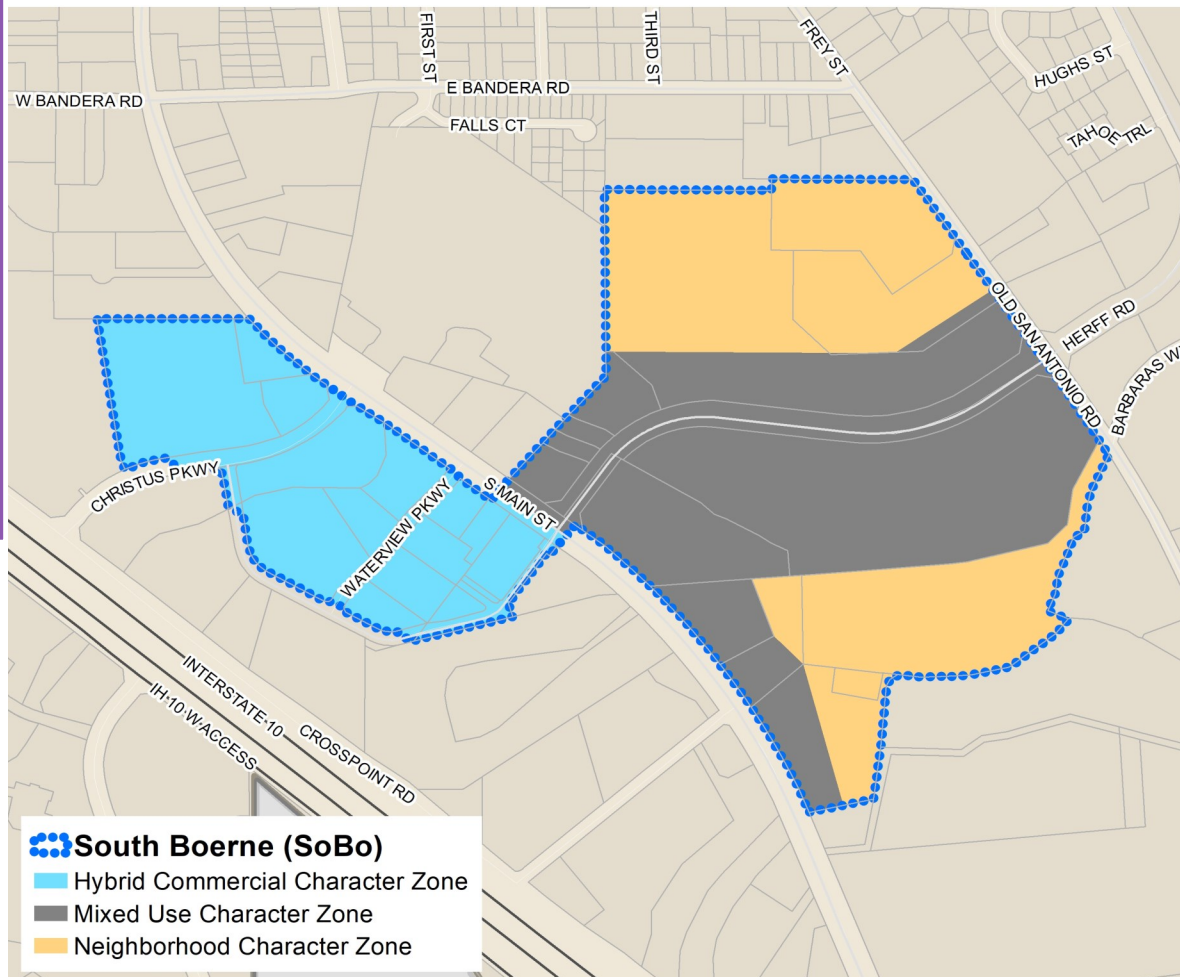 FIRST ST
THIRD ST
FREY ST
HUGHS ST
W BANDERA RD
E BANDERA RD
FALLS CT
TAHOE TRL
OLD SAN ANTONIO RD
HERFF RD
BARBARAS W
CHRISTUS PKWY
WATERVIEW PKWY
S MAIN ST
INTERSTATE 10
IH 10 W ACCESS
CROSSPOINT RD
South Boerne (SoBo)
Hybrid Commercial Character Zone
Mixed Use Character Zone
Neighborhood Character Zone